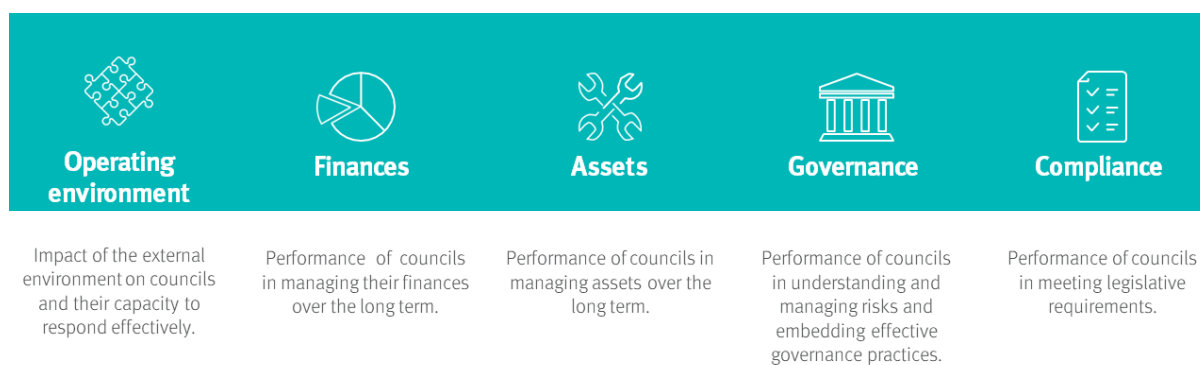 Operating
environment
Finances
Assets
Governance
Compliance
Impact of the external
environment on councils
and their capacity to
respond effectively.
Performance of councils
in managing their finances
over the long term.
Performance of councils in
managing assets over the
long term.
Performance of councils
in understanding and
managing risks and
embedding effective
governance practices.
Performance of councils
in meeting legislative
requirements.